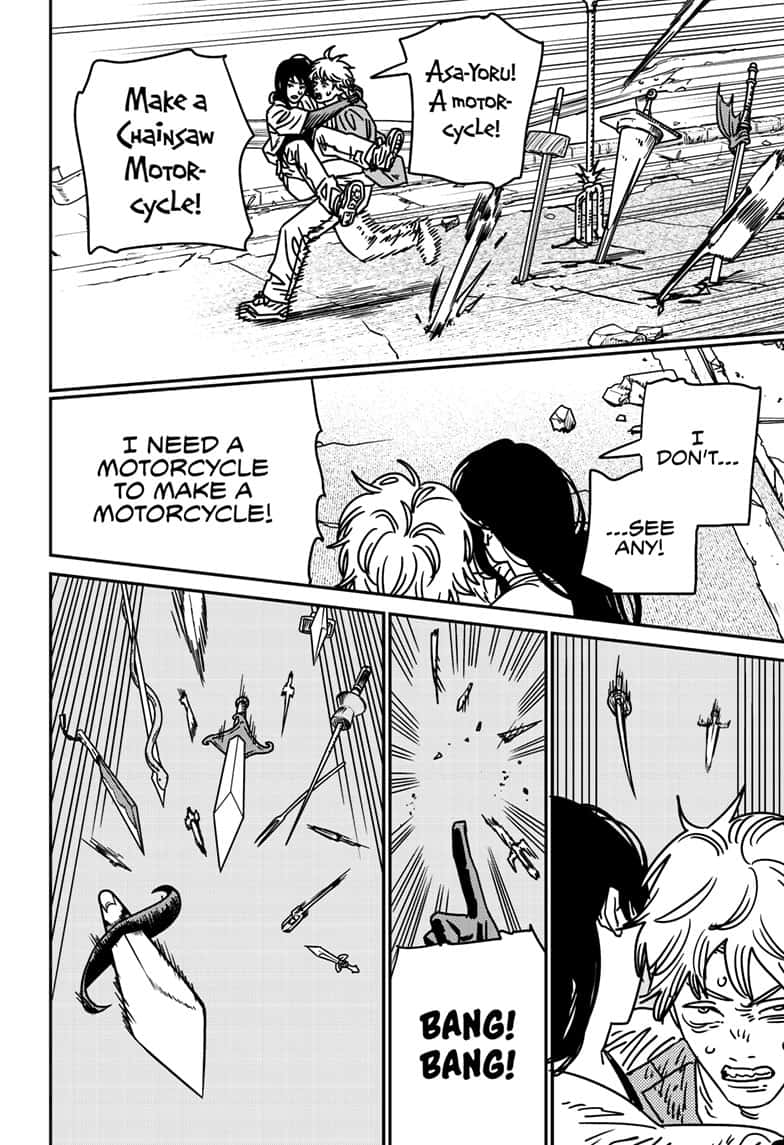 ASA-YORU!
A MOTOR-
CYCLE!
Make a
Chainsaw
Motor-
cycle!
I
DON'T...
...SEE
ANY!
I NEED A
MOTORCYCLE
TO MAKE A
MOTORCYCLE!
BANG!
BANG!